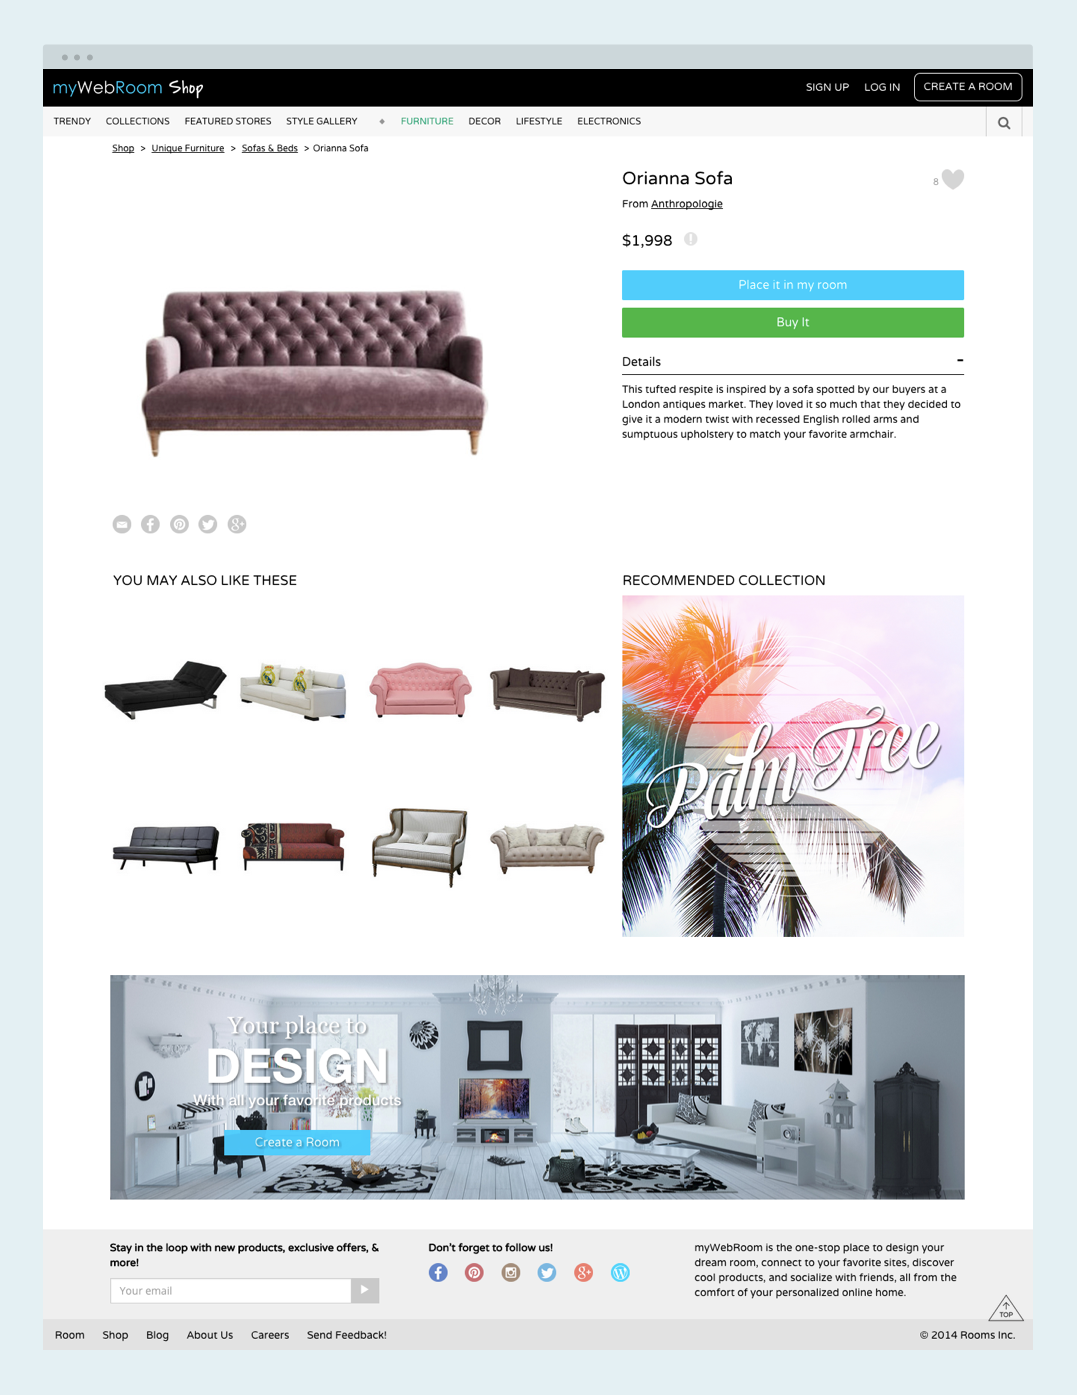 myWebRoom Shop
SIGN UP LOG IN CREATE A ROOM
TRENDY COLLECTIONS FEATURED STORES STYLE GALLERY FURNITURE DECOR LIFESTYLE ELECTRONICS
Shop > Unique Furniture > Sofas & Beds > Orianna Sofa
Orianna Sofa
8
From Anthropologie
$1,998
Place it in my room
Buy It
Details
This tufted respite is inspired by a sofa spotted by our buyers at a
London antiques market. They loved it so much that they decided to
give it a modern twist with recessed English rolled arms and
sumptuous upholstery to match your favorite armchair.
YOU MAY ALSO LIKE THESE
RECOMMENDED COLLECTION
Palm Tree
Your place to
DESIGN
With all your favorite products
Create a Room
Stay in the loop with new products, exclusive offers, &
more!
Your email
Don't forget to follow us!
myWebRoom is the one-stop place to design your
dream room, connect to your favorite sites, discover
cool products, and socialize with friends, all from the
comfort of your personalized online home.
TOP
Room Shop Blog About Us Careers Send Feedback!
© 2014 Rooms Inc.